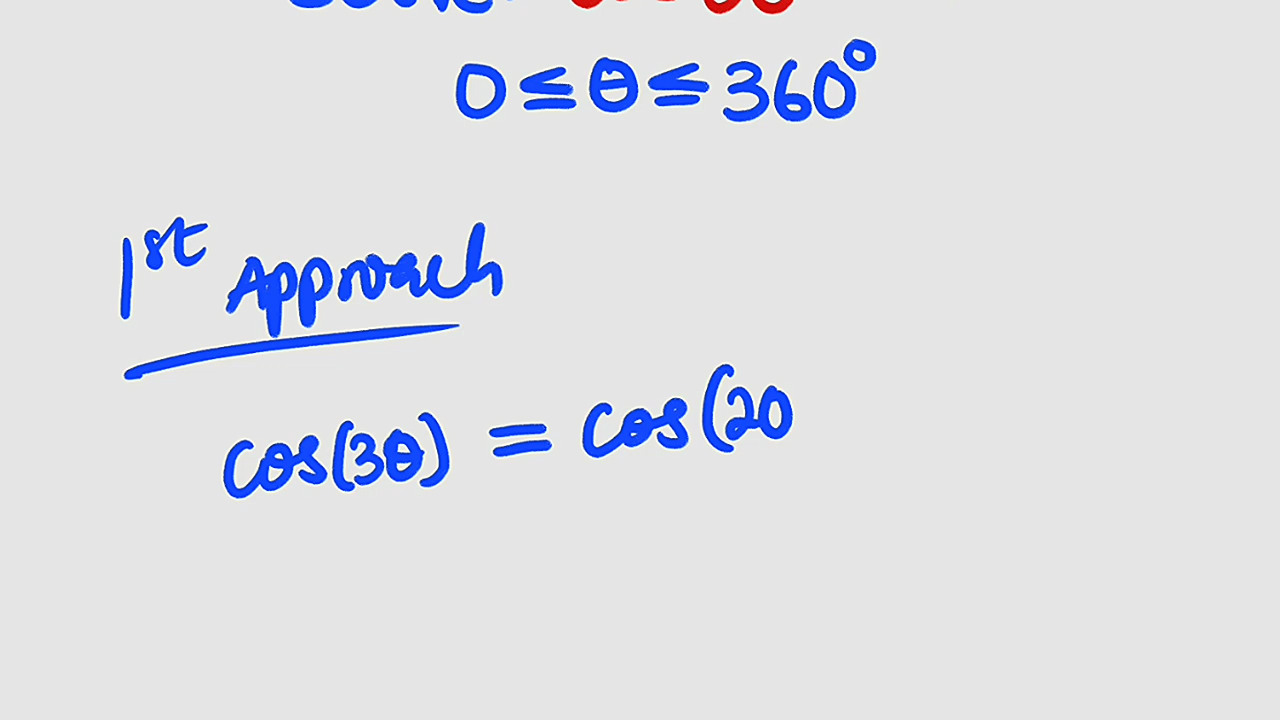 0 ≤ θ ≤ 360°
1st Approach
cos(3θ) = cos(20